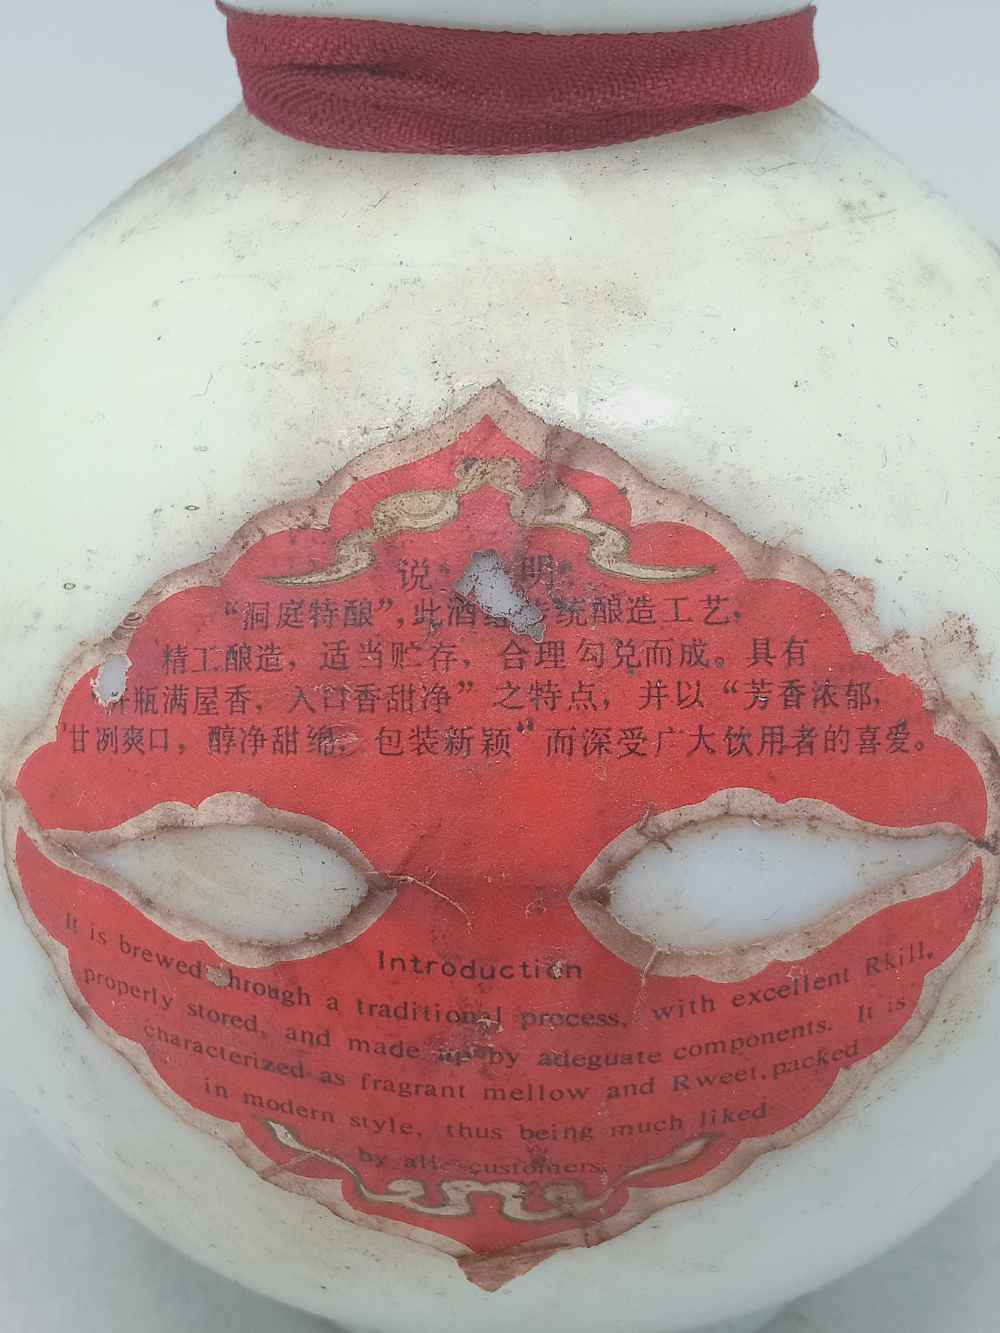 说明
“洞庭特酿”，此酒经传统酿造工艺，
精工酿造，适当贮存，合理勾兑而成。具有
瓶满屋香，入口香甜净”之特点，并以“芳香浓郁，
甘冽爽口，醇净甜绵，包装新颖”而深受广大饮用者的喜爱。
Introduction
It is brewed through a traditional process, with excellent Rkill,
properly stored, and made up by adeguate components. It is
characterized as fragrant mellow and Rweet, packed
in modern style, thus being much liked
by all customers.